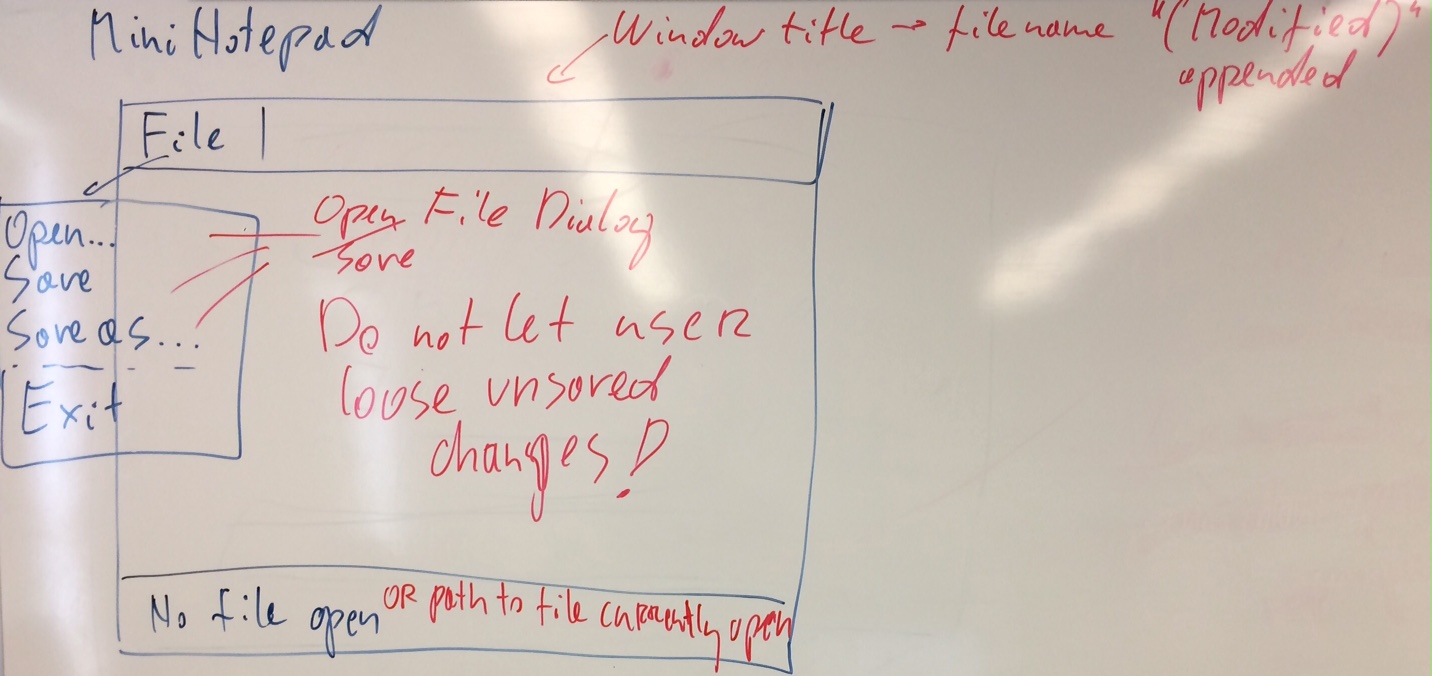 Mini Notepad
Window title → filename "(Modified)"
appended
File |
Open...
Save
Save as...
Exit
Open File Dialog
Save
Do not let user
loose unsaved
changes!
No file open OR path to file currently open